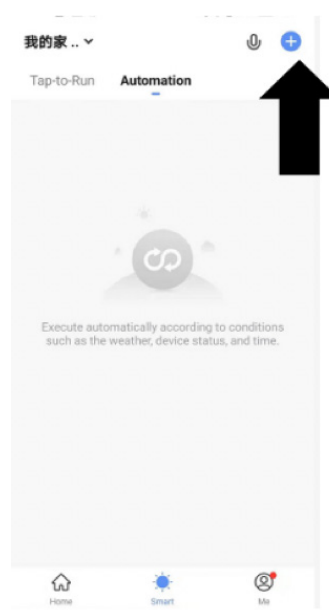 我的家 ..
Tap-to-Run Automation
Execute automatically according to conditions
such as the weather, device status, and time.
Home Smart Me